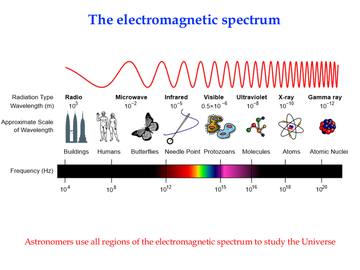 The electromagnetic spectrum
Radiation Type Radio Microwave Infrared Visible Ultraviolet X-ray Gamma ray
Wavelength (m) 10³ 10⁻² 10⁻⁵ 0.5×10⁻⁶ 10⁻⁸ 10⁻¹⁰ 10⁻¹²
Approximate Scale
of Wavelength
Buildings Humans Butterflies Needle Point Protozoans Molecules Atoms Atomic Nuclei
Frequency (Hz)
10⁴ 10⁸ 10¹² 10¹⁵ 10¹⁶ 10¹⁸ 10²⁰
Astronomers use all regions of the electromagnetic spectrum to study the Universe